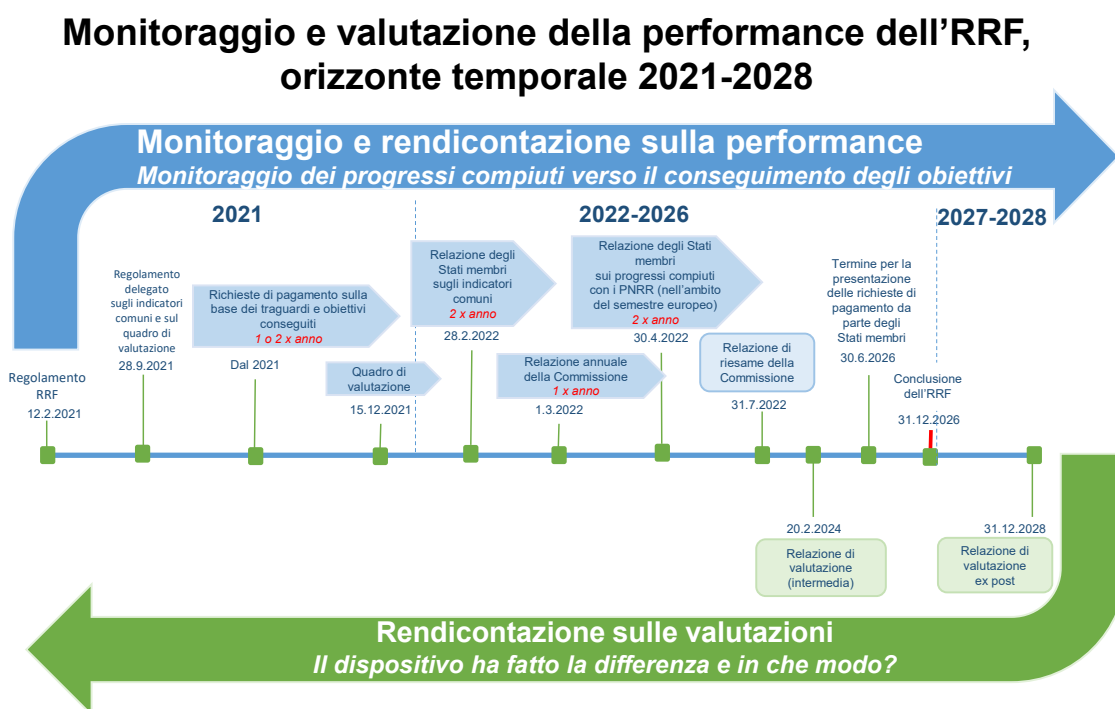 Monitoraggio e valutazione della performance dell’RRF,
orizzonte temporale 2021-2028
Monitoraggio e rendicontazione sulla performance
Monitoraggio dei progressi compiuti verso il conseguimento degli obiettivi
2021
2022-2026
2027-2028
Regolamento
RRF
12.2.2021
Regolamento
delegato
sugli indicatori
comuni e sul
quadro di
valutazione
28.9.2021
Richieste di pagamento sulla
base dei traguardi e obiettivi
conseguiti
1 o 2 x anno
Dal 2021
Quadro di
valutazione
15.12.2021
Relazione degli
Stati membri
sugli indicatori
comuni
2 x anno
28.2.2022
Relazione annuale
della Commissione
1 x anno
1.3.2022
Relazione degli Stati
membri
sui progressi compiuti
con i PNRR (nell’ambito
del semestre europeo)
2 x anno
30.4.2022
Relazione di
riesame della
Commissione
31.7.2022
Termine per la
presentazione
delle richieste di
pagamento da
parte degli
Stati membri
30.6.2026
Conclusione
dell’RRF
31.12.2026
20.2.2024
Relazione di
valutazione
(intermedia)
31.12.2028
Relazione di
valutazione
ex post
Rendicontazione sulle valutazioni
Il dispositivo ha fatto la differenza e in che modo?